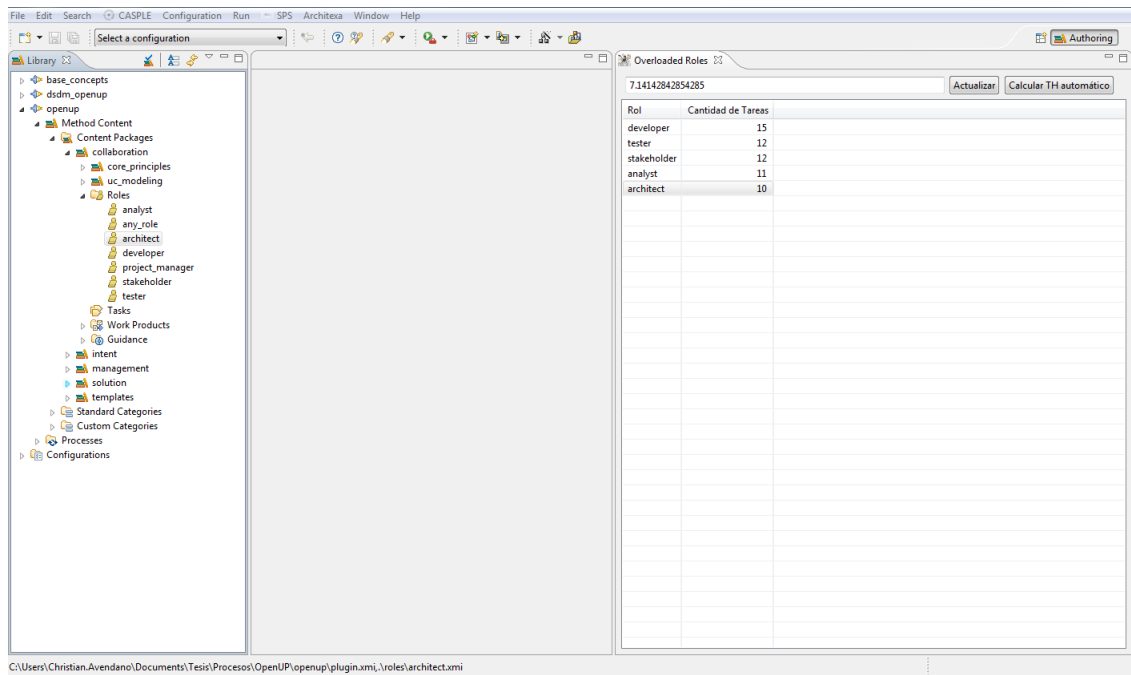 File Edit Search CASPLE Configuration Run SPS Architexa Window Help
Select a configuration
Authoring
Library
base_concepts
dsdm_openup
openup
Method Content
Content Packages
collaboration
core_principles
uc_modeling
Roles
analyst
any_role
architect
developer
project_manager
stakeholder
tester
Tasks
Work Products
Guidance
intent
management
solution
templates
Standard Categories
Custom Categories
Processes
Configurations
Overloaded Roles
7.14142842854285 Actualizar Calcular TH automático
Rol Cantidad de Tareas
developer 15
tester 12
stakeholder 12
analyst 11
architect 10
C:\Users\Christian.Avendano\Documents\Tesis\Procesos\OpenUP\openup\plugin.xmi,.\roles\architect.xmi